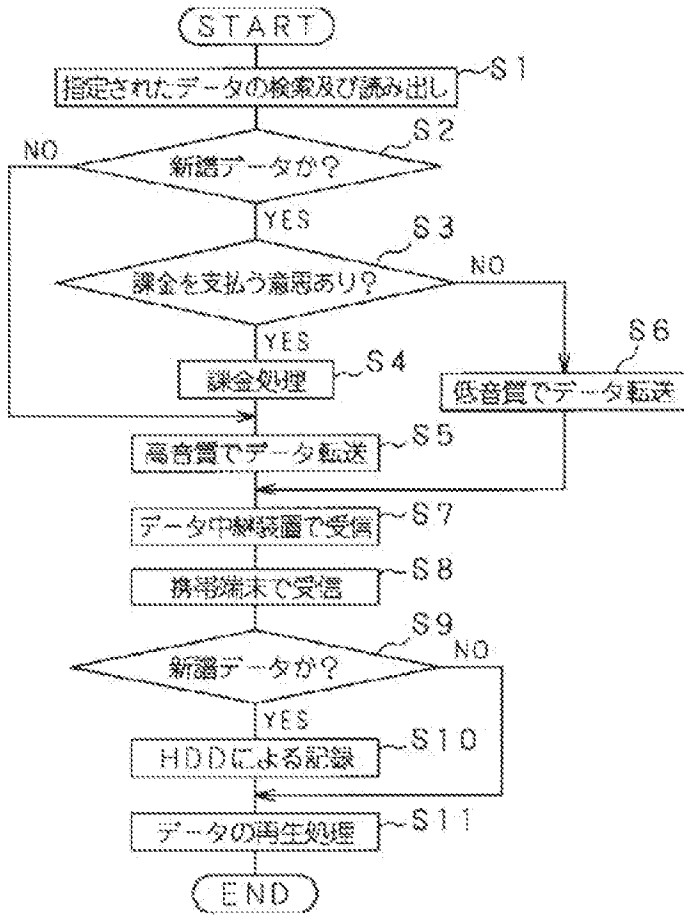 START
指定されたデータの検索及び読み出し
S1
新譜データか?
S2
NO
YES
課金を支払う意思あり?
S3
NO
YES
課金処理
S4
低音質でデータ転送
S6
高音質でデータ転送
S5
データ中継装置で受信
S7
携帯端末で受信
S8
新譜データか?
S9
NO
YES
HDDによる記録
S10
データの再生処理
S11
END